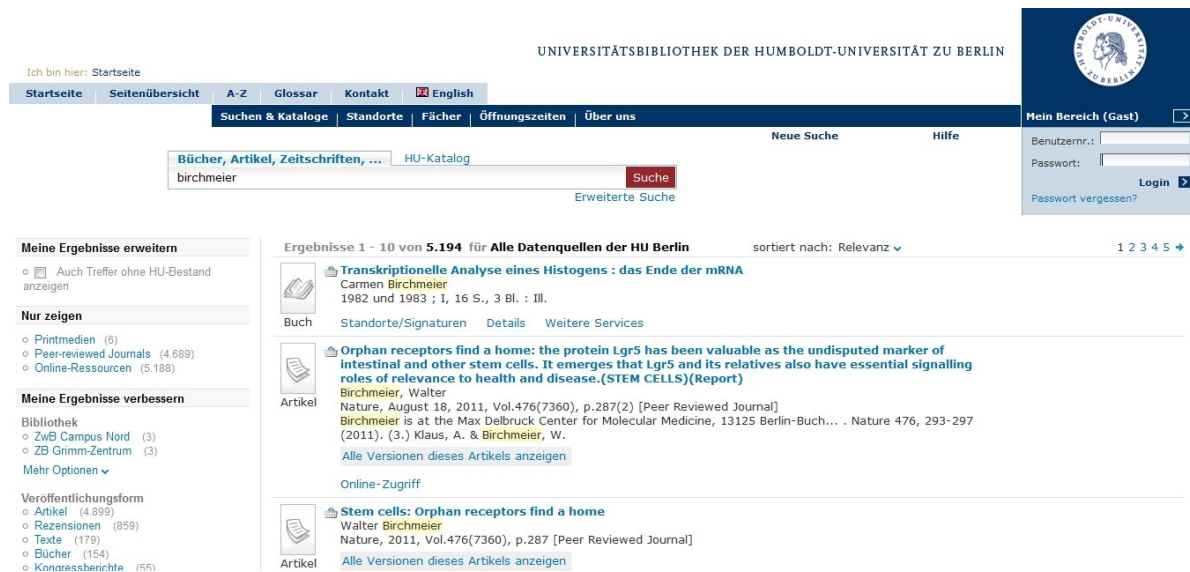 UNIVERSITÄTSBIBLIOTHEK DER HUMBOLDT-UNIVERSITÄT ZU BERLIN
HUMBOLDT-UNIVERSITÄT ZU BERLIN
Ich bin hier: Startseite
Startseite Seitenübersicht A-Z Glossar Kontakt English
Suchen & Kataloge Standorte Fächer Öffnungszeiten Über uns
Mein Bereich (Gast)
Neue Suche Hilfe
Benutzernr.:
Passwort:
Login
Passwort vergessen?
Bücher, Artikel, Zeitschriften, ... HU-Katalog
birchmeier Suche
Erweiterte Suche
Meine Ergebnisse erweitern
Auch Treffer ohne HU-Bestand
anzeigen
Nur zeigen
Printmedien (6)
Peer-reviewed Journals (4.689)
Online-Ressourcen (5.188)
Meine Ergebnisse verbessern
Bibliothek
ZwB Campus Nord (3)
ZB Grimm-Zentrum (3)
Mehr Optionen
Veröffentlichungsform
Artikel (4.899)
Rezensionen (859)
Texte (179)
Bücher (154)
Kongressberichte (55)
Ergebnisse 1 - 10 von 5.194 für Alle Datenquellen der HU Berlin sortiert nach: Relevanz 1 2 3 4 5
Transkriptionelle Analyse eines Histogens : das Ende der mRNA
Carmen Birchmeier
1982 und 1983 ; I, 16 S., 3 Bl. : Ill.
Buch
Standorte/Signaturen Details Weitere Services
Orphan receptors find a home: the protein Lgr5 has been valuable as the undisputed marker of
intestinal and other stem cells. It emerges that Lgr5 and its relatives also have essential signalling
roles of relevance to health and disease.(STEM CELLS)(Report)
Birchmeier, Walter
Artikel
Nature, August 18, 2011, Vol.476(7360), p.287(2) [Peer Reviewed Journal]
Birchmeier is at the Max Delbruck Center for Molecular Medicine, 13125 Berlin-Buch... . Nature 476, 293-297
(2011). (3.) Klaus, A. & Birchmeier, W.
Alle Versionen dieses Artikels anzeigen
Online-Zugriff
Stem cells: Orphan receptors find a home
Walter Birchmeier
Nature, 2011, Vol.476(7360), p.287 [Peer Reviewed Journal]
Artikel
Alle Versionen dieses Artikels anzeigen